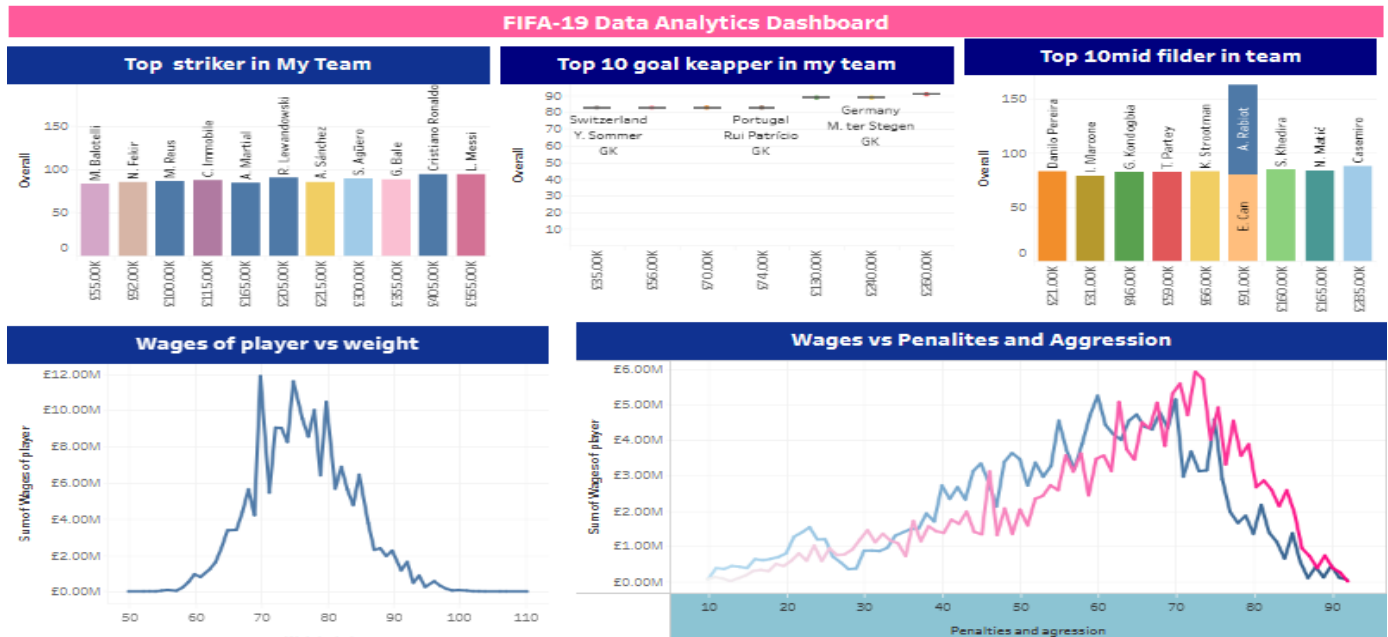 FIFA-19 Data Analytics Dashboard
Top striker in My Team
Overall
150
100
50
0
M. Balotelli
N. Fekir
M. Reus
C. Immobile
A. Martial
R. Lewandowski
A. Sánchez
S. Agüero
G. Bale
Cristiano Ronaldo
L. Messi
£55.00K
£92.00K
£100.00K
£115.00K
£165.00K
£205.00K
£215.00K
£300.00K
£355.00K
£405.00K
£565.00K
Top 10 goal keapper in my team
Overall
90
80
70
60
50
40
30
20
10
Switzerland
Y. Sommer
GK
Portugal
Rui Patrício
GK
Germany
M. ter Stegen
GK
£35.00K
£56.00K
£70.00K
£74.00K
£130.00K
£240.00K
£260.00K
Top 10mid filder in team
Overall
150
100
50
0
Danilo Pereira
I. Marcone
G. Kondogbia
T. Partey
K. Strootman
A. Rabiot
E. Can
S. Khedira
N. Matić
Casemiro
£21.00K
£31.00K
£46.00K
£59.00K
£66.00K
£91.00K
£160.00K
£165.00K
£285.00K
Wages of player vs weight
Sum of Wages of player
£12.00M
£10.00M
£8.00M
£6.00M
£4.00M
£2.00M
£0.00M
50 60 70 80 90 100 110
Wages vs Penalites and Aggression
Sum of Wages of player
£6.00M
£5.00M
£4.00M
£3.00M
£2.00M
£1.00M
£0.00M
10 20 30 40 50 60 70 80 90
Penalties and agression